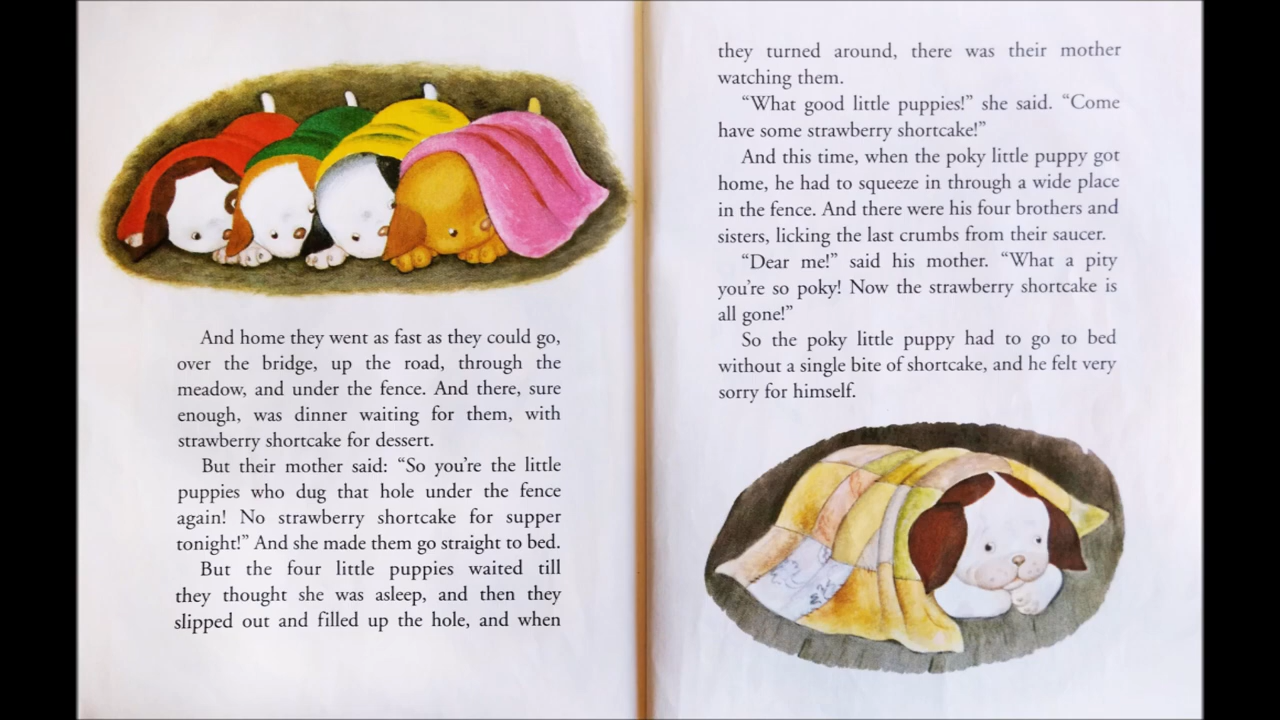 And home they went as fast as they could go,
over the bridge, up the road, through the
meadow, and under the fence. And there, sure
enough, was dinner waiting for them, with
strawberry shortcake for dessert.
But their mother said: “So you’re the little
puppies who dug that hole under the fence
again! No strawberry shortcake for supper
tonight!” And she made them go straight to bed.
But the four little puppies waited till
they thought she was asleep, and then they
slipped out and filled up the hole, and when
they turned around, there was their mother
watching them.
“What good little puppies!” she said. “Come
have some strawberry shortcake!”
And this time, when the poky little puppy got
home, he had to squeeze in through a wide place
in the fence. And there were his four brothers and
sisters, licking the last crumbs from their saucer.
“Dear me!” said his mother. “What a pity
you’re so poky! Now the strawberry shortcake is
all gone!”
So the poky little puppy had to go to bed
without a single bite of shortcake, and he felt very
sorry for himself.